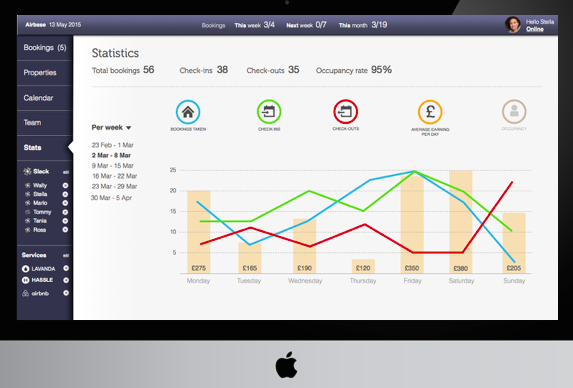 Airbase 13 May 2015
Bookings This week 3/4 Next week 0/7 This month 3/19
Hello Stella
Online
Bookings (5)
Properties
Calendar
Team
Stats
Slack
Wally
Stella
Mario
Tommy
Tania
Ross
Services
LAVANDA
HASSLE
airbnb
Statistics
Total bookings 56 Check-ins 38 Check-outs 35 Occupancy rate 95%
BOOKINGS TAKEN
CHECK INS
CHECK OUTS
AVERAGE EARNING
PER DAY
OCCUPANCY
Per week
23 Feb - 1 Mar
2 Mar - 8 Mar
9 Mar - 15 Mar
16 Mar - 22 Mar
23 Mar - 29 Mar
30 Mar - 5 Apr
25
20
15
10
5
£275 £165 £190 £120 £350 £380 £205
Monday Tuesday Wednesday Thursday Friday Saturday Sunday